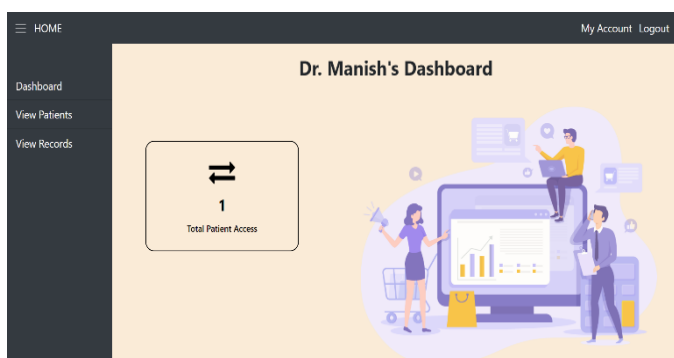 HOME
My Account Logout
Dr. Manish's Dashboard
Dashboard
View Patients
View Records
1
Total Patient Access